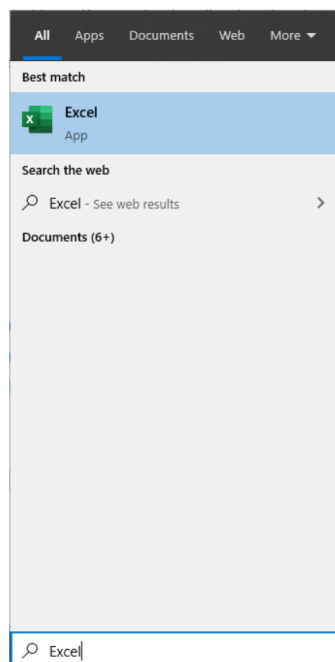 All Apps Documents Web More
Best match
Excel
App
Search the web
Excel - See web results
Documents (6+)
Excel